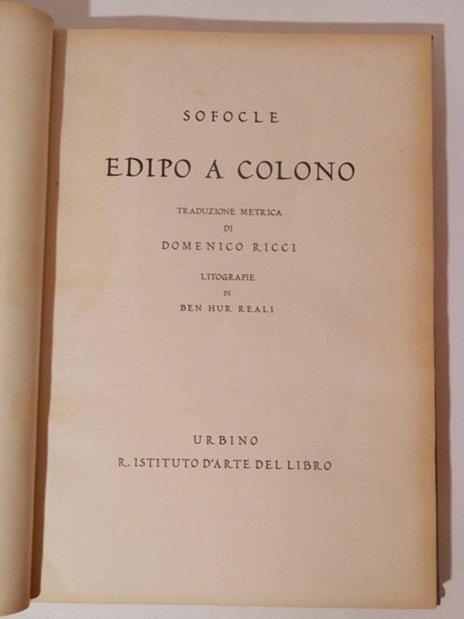 SOFOCLE
EDIPO A COLONO
TRADUZIONE METRICA
DI
DOMENICO RICCI
LITOGRAFIE
DI
BEN HUR REALI
URBINO
R. ISTITUTO D'ARTE DEL LIBRO